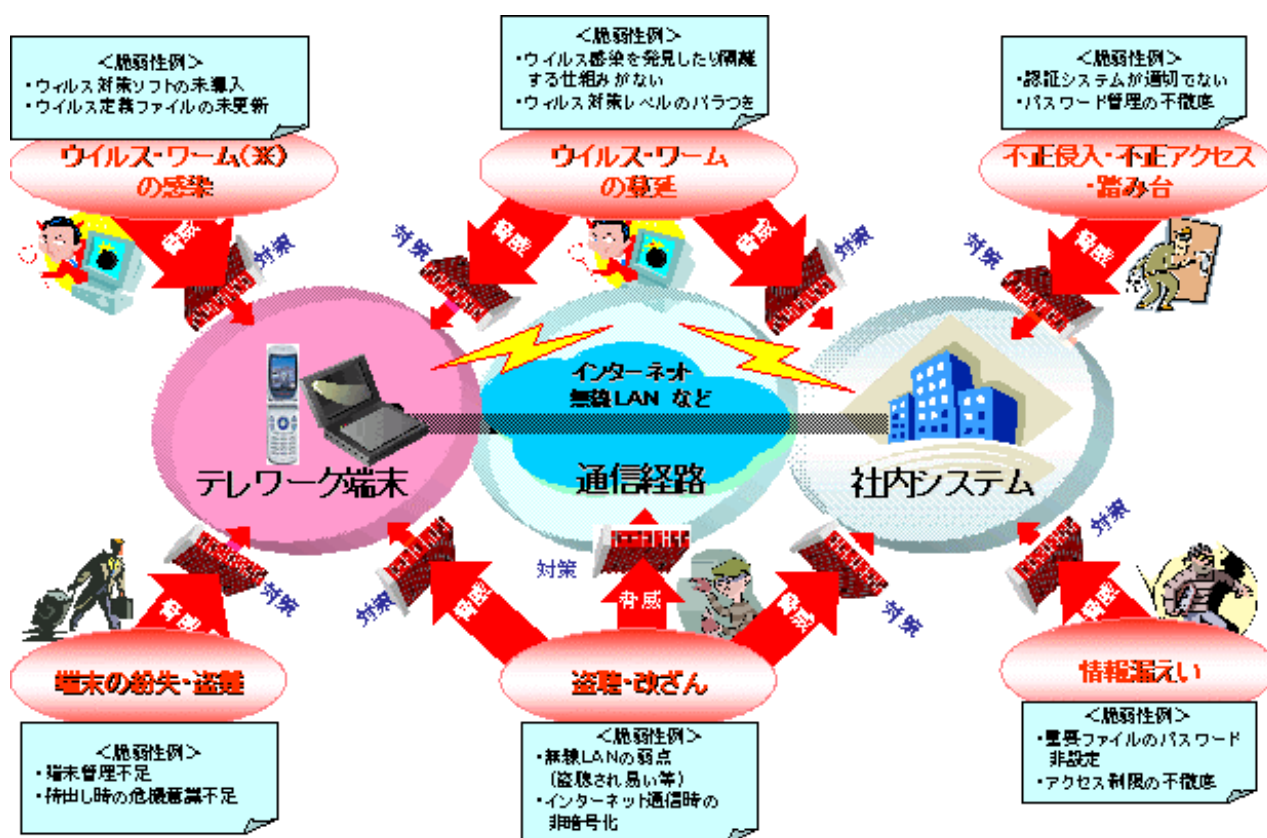 ＜脆弱性例＞
・ウィルス対策ソフトの未導入
・ウイルス定義ファイルの未更新
ウイルス・ワーム(※)
の感染
脅威
対策
＜脆弱性例＞
・ウイルス感染を発見したり隔離
する仕組みがない
・ウィルス対策レベルのバラつき
ウイルス・ワーム
の蔓延
対策
脅威
対策
＜脆弱性例＞
・認証システムが適切でない
・パスワード管理の不徹底
不正侵入・不正アクセス
・踏み台
対策
脅威
テレワーク端末
インターネット
無線LAN など
通信経路
社内システム
対策
脅威
端末の紛失・盗難
＜脆弱性例＞
・端末管理不足
・持出し時の危機意識不足
対策
脅威
対策
脅威
脅威
対策
盗聴・改ざん
＜脆弱性例＞
・無線LANの弱点
(盗聴され易い等)
・インターネット通信時の
非暗号化
対策
脅威
情報漏えい
＜脆弱性例＞
・重要ファイルのパスワード
非設定
・アクセス制限の不徹底